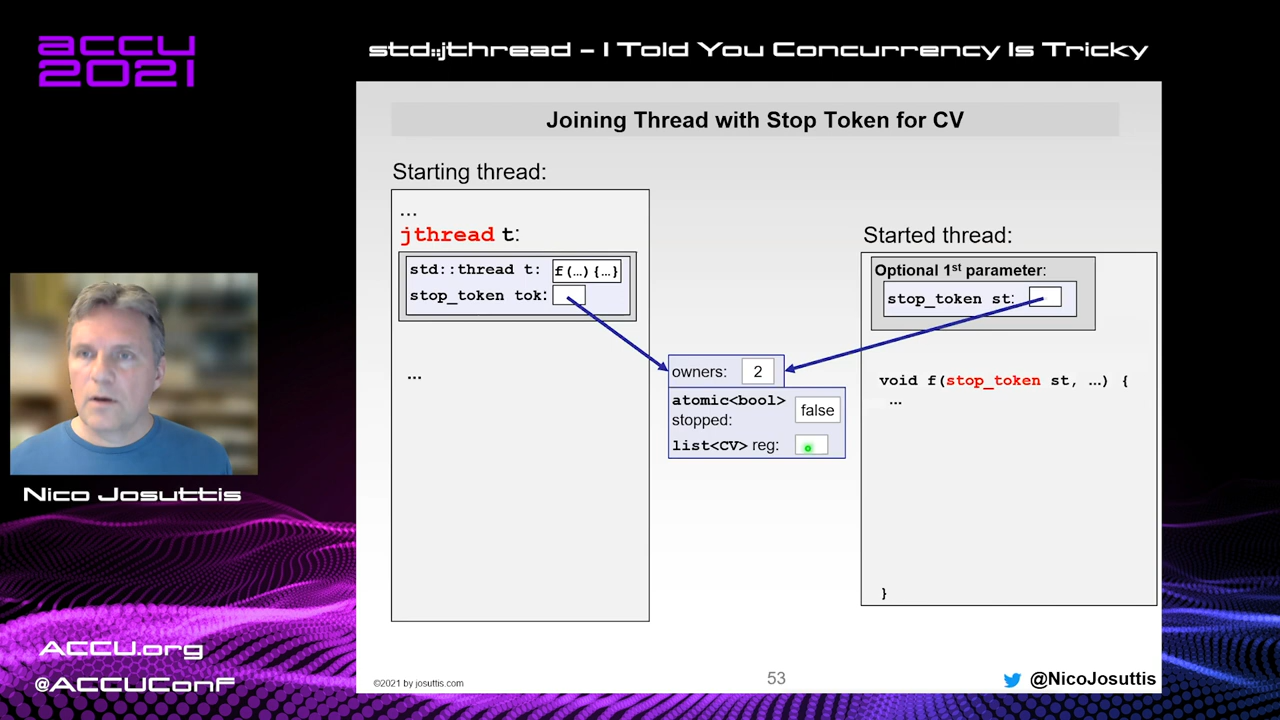 accu
2021
std::jthread – I Told You Concurrency Is Tricky
Joining Thread with Stop Token for CV
Starting thread:
...
jthread t:
std::thread t: f(…){…}
stop_token tok:
...
Started thread:
Optional 1st parameter:
stop_token st:
owners: 2
atomic<bool>
stopped: false
list<CV> reg:
void f(stop_token st, …) {
...
}
Nico Josuttis
ACCU.org
@ACCUConf
©2021 by josuttis.com
53
@NicoJosuttis